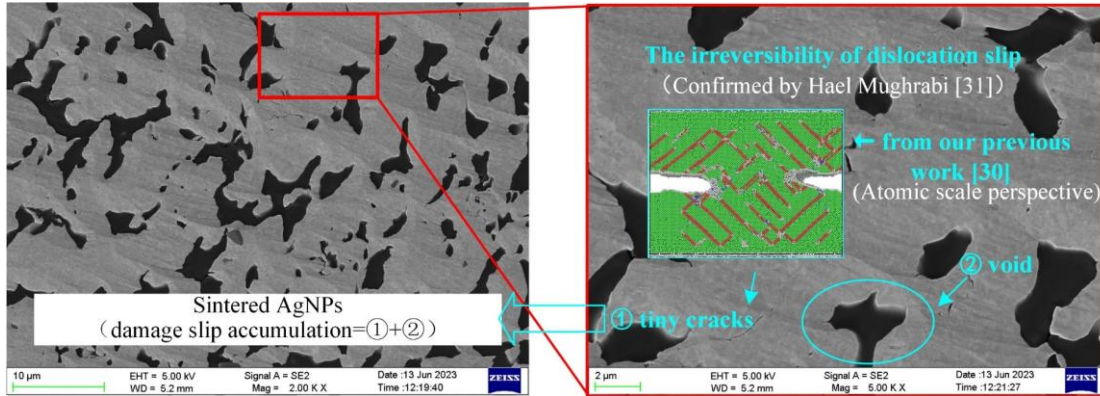 Sintered AgNPs
（damage slip accumulation=①+②）
10 µm
EHT = 5.00 kV
WD = 5.2 mm
Signal A = SE2
Mag = 2.00 K X
Date :13 Jun 2023
Time :12:19:40
ZEISS
The irreversibility of dislocation slip
（Confirmed by Hael Mughrabi [31]）
from our previous
work [30]
(Atomic scale perspective)
② void
① tiny cracks
2 µm
EHT = 5.00 kV
WD = 5.2 mm
Signal A = SE2
Mag = 5.00 K X
Date :13 Jun 2023
Time :12:21:27
ZEISS